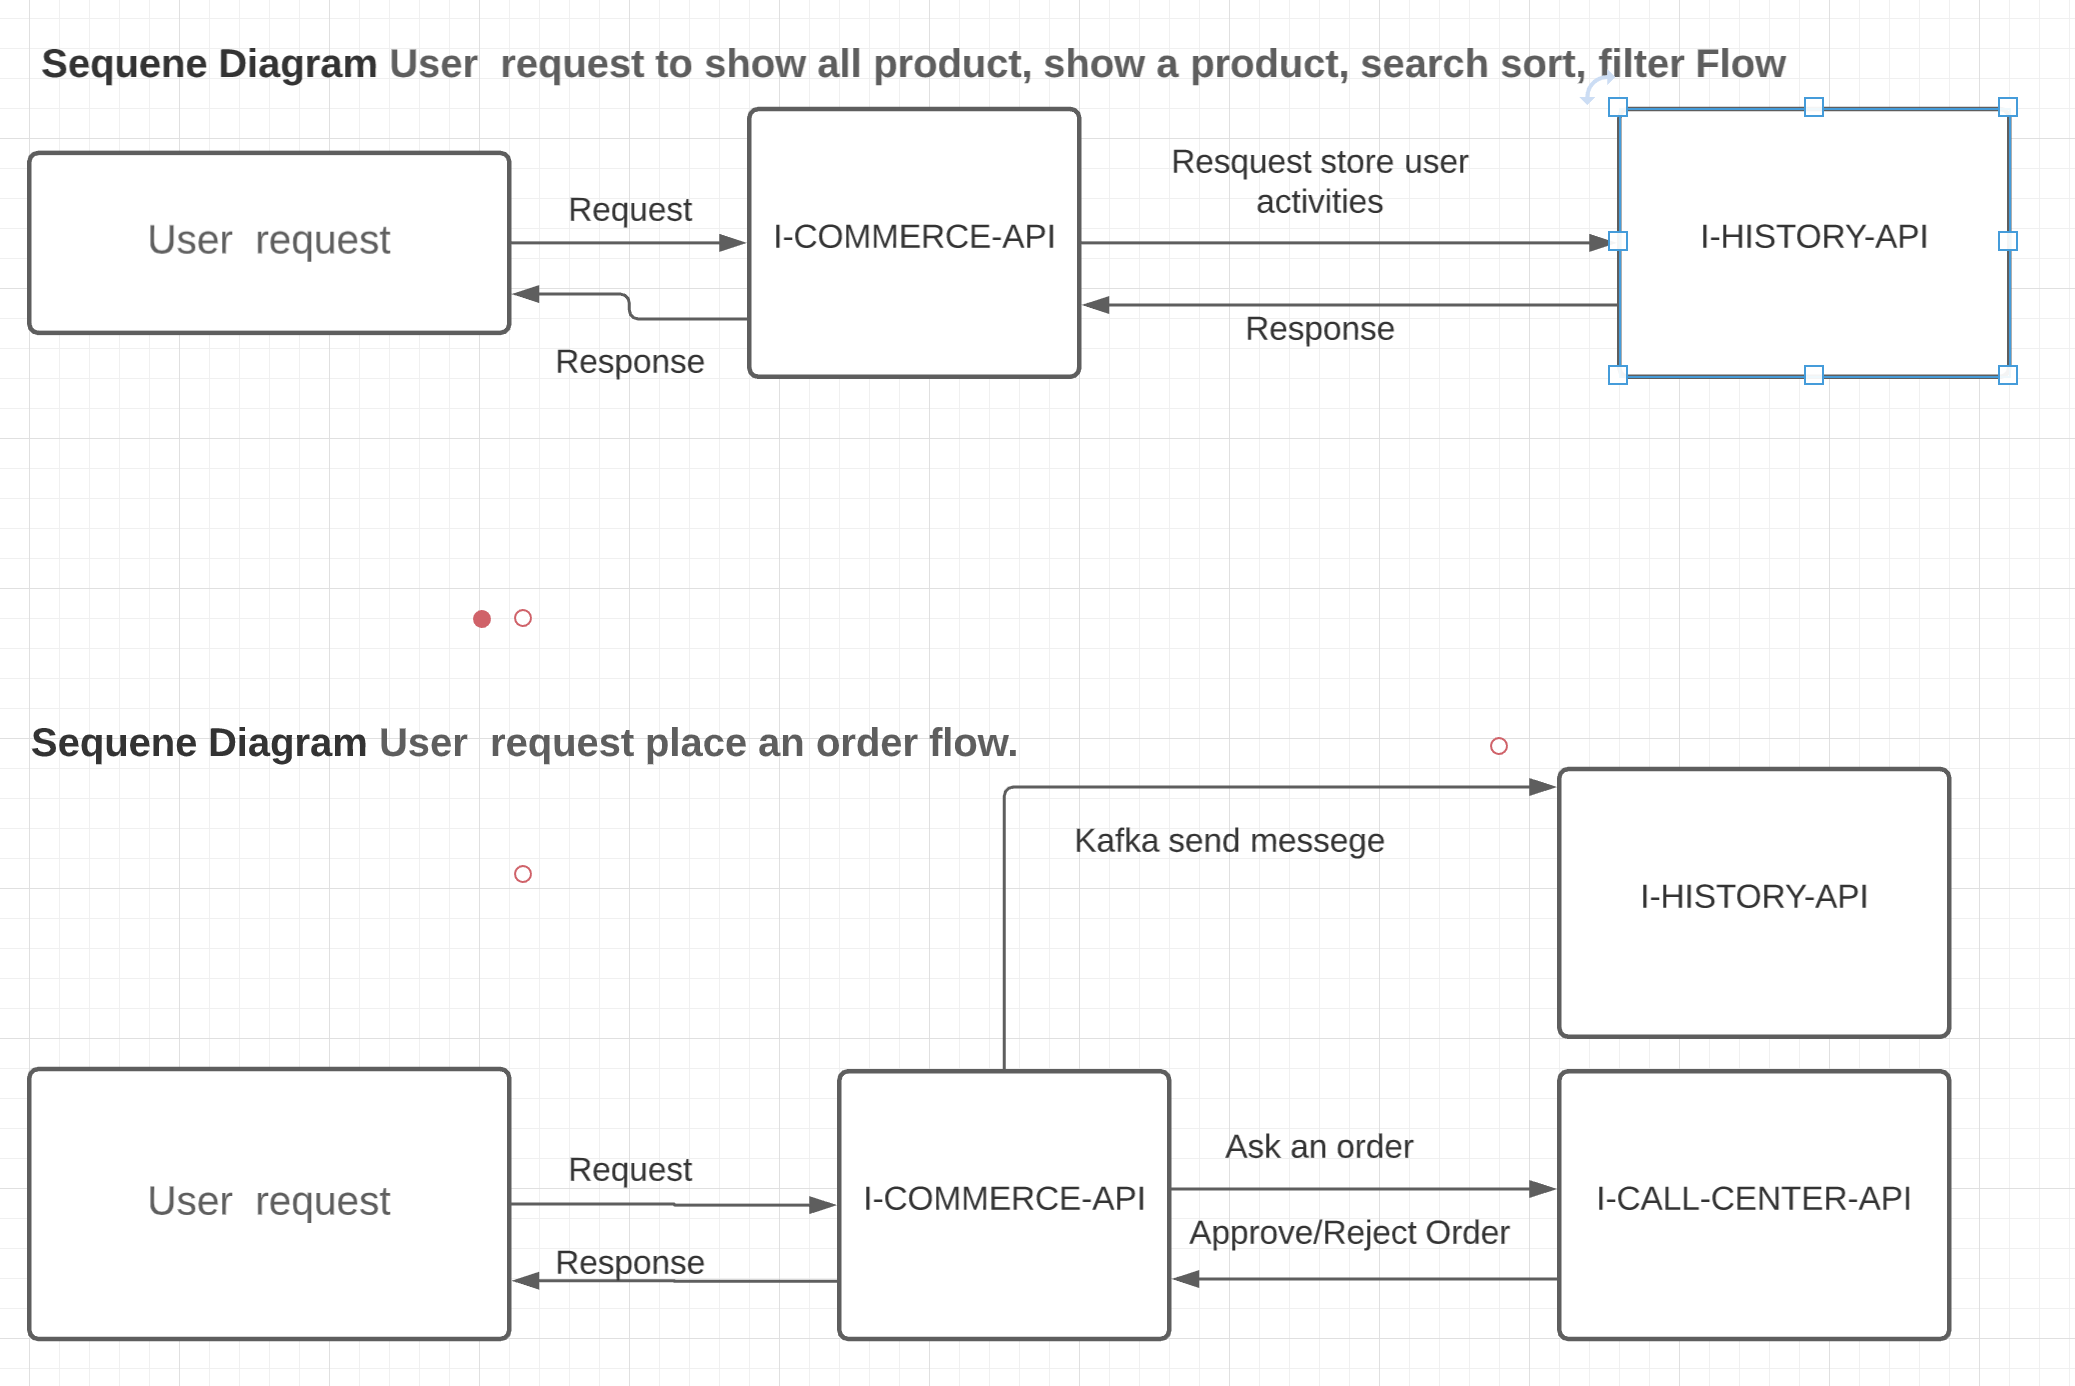 Sequene Diagram User  request to show all product, show a product, search sort, filter Flow
User  request
Request
Response
I-COMMERCE-API
Resquest store user
activities
Response
I-HISTORY-API
Sequene Diagram User  request place an order flow.
Kafka send messege
I-HISTORY-API
User  request
Request
Response
I-COMMERCE-API
Ask an order
Approve/Reject Order
I-CALL-CENTER-API